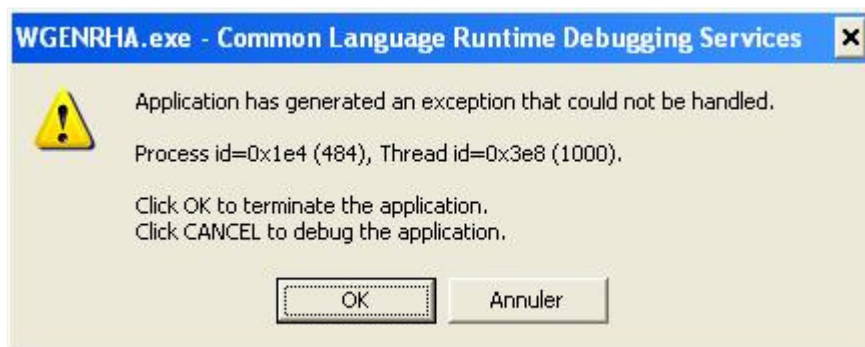 WGENRHA.exe - Common Language Runtime Debugging Services
Application has generated an exception that could not be handled.
Process id=0x1e4 (484), Thread id=0x3e8 (1000).
Click OK to terminate the application.
Click CANCEL to debug the application.
OK
Annuler